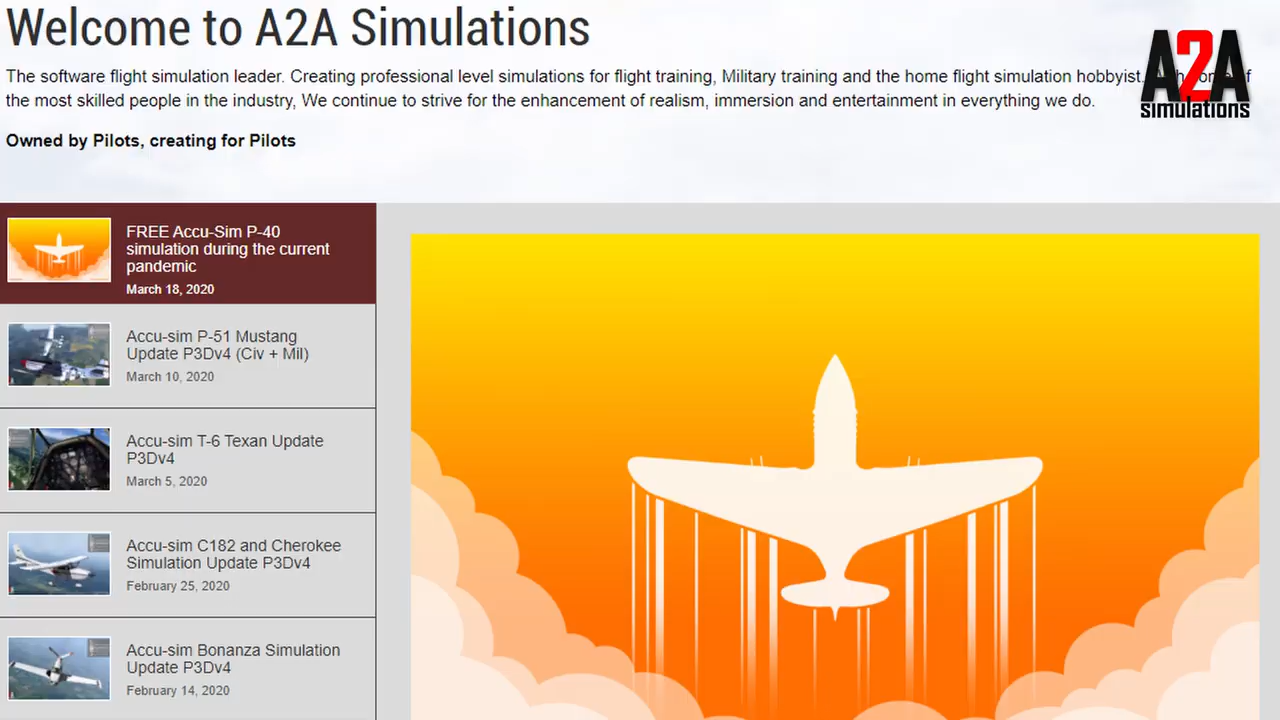 Welcome to A2A Simulations
The software flight simulation leader. Creating professional level simulations for flight training, Military training and the home flight simulation hobbyist.
the most skilled people in the industry, We continue to strive for the enhancement of realism, immersion and entertainment in everything we do.
Owned by Pilots, creating for Pilots
A2A
simulations
FREE Accu-Sim P-40
simulation during the current
pandemic
March 18, 2020
Accu-sim P-51 Mustang
Update P3Dv4 (Civ + Mil)
March 10, 2020
Accu-sim T-6 Texan Update
P3Dv4
March 5, 2020
Accu-sim C182 and Cherokee
Simulation Update P3Dv4
February 25, 2020
Accu-sim Bonanza Simulation
Update P3Dv4
February 14, 2020